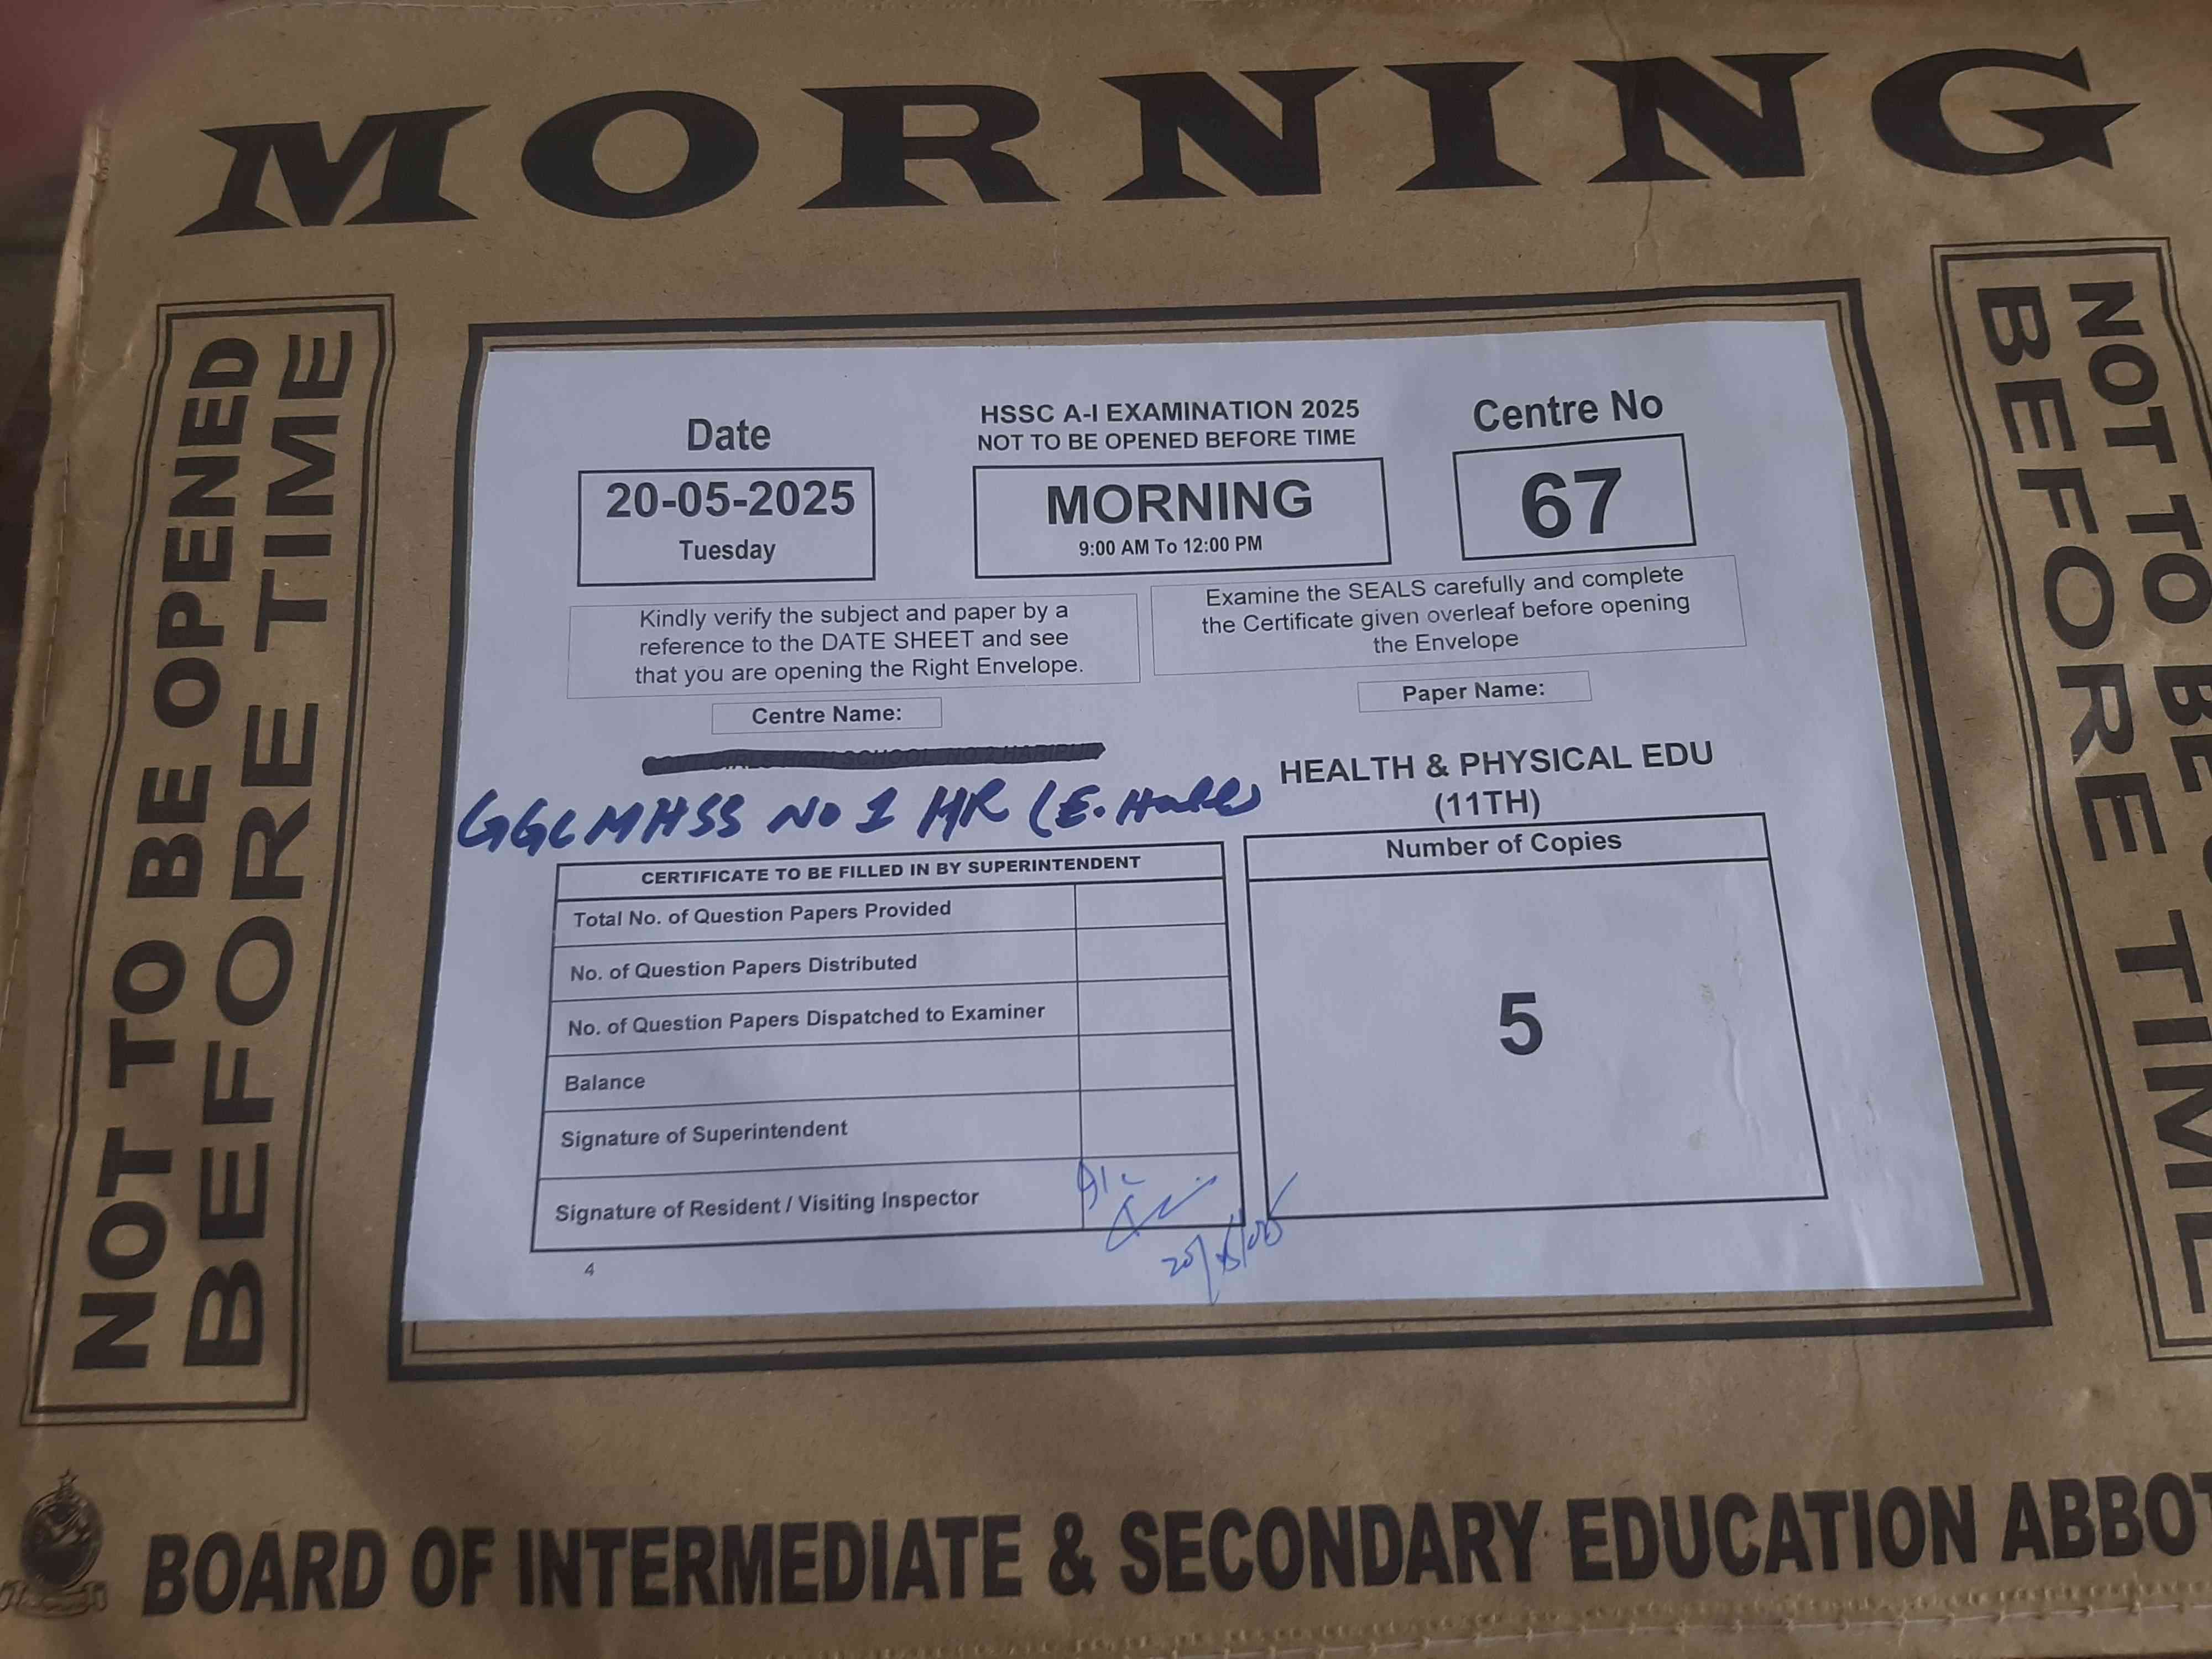 MORNING
NOT TO BE OPENED
BEFORE TIME
Date
20-05-2025
Tuesday
HSSC A-I EXAMINATION 2025
NOT TO BE OPENED BEFORE TIME
MORNING
9:00 AM To 12:00 PM
Centre No
67
Kindly verify the subject and paper by a
reference to the DATE SHEET and see
that you are opening the Right Envelope.
Examine the SEALS carefully and complete
the Certificate given overleaf before opening
the Envelope
Centre Name:
Paper Name:
GGCMHSS No 1 HR (E. Hall)
HEALTH & PHYSICAL EDU
(11TH)
CERTIFICATE TO BE FILLED IN BY SUPERINTENDENT
Total No. of Question Papers Provided
No. of Question Papers Distributed
No. of Question Papers Dispatched to Examiner
Balance
Signature of Superintendent
Signature of Resident / Visiting Inspector
Number of Copies
5
4
NOT TO BE
BEFORE TIME
BOARD OF INTERMEDIATE & SECONDARY EDUCATION ABBOT